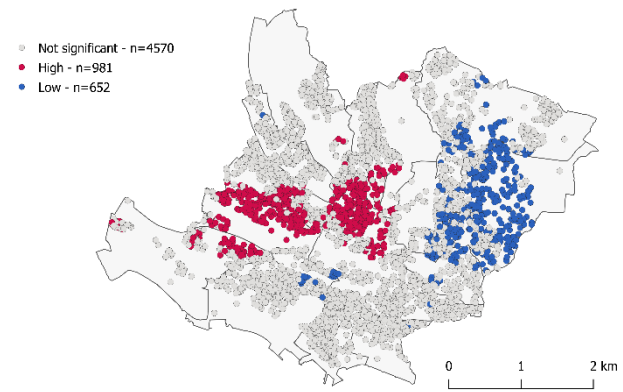 Not significant - n=4570
High - n=981
Low - n=652
0 1 2 km